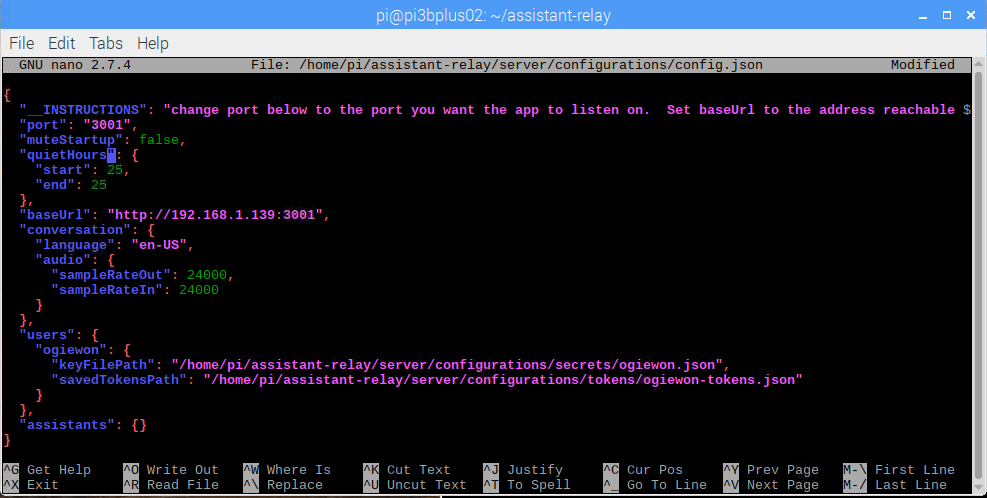 pi@pi3bplus02: ~/assistant-relay
File Edit Tabs Help
GNU nano 2.7.4 File: /home/pi/assistant-relay/server/configurations/config.json Modified
{
  "__INSTRUCTIONS": "change port below to the port you want the app to listen on.  Set baseUrl to the address reachable $
  "port": "3001",
  "muteStartup": false,
  "quietHours": {
    "start": 25,
    "end": 25
  },
  "baseUrl": "http://192.168.1.139:3001",
  "conversation": {
    "language": "en-US",
    "audio": {
      "sampleRateOut": 24000,
      "sampleRateIn": 24000
    }
  },
  "users": {
    "ogiewon": {
      "keyFilePath": "/home/pi/assistant-relay/server/configurations/secrets/ogiewon.json",
      "savedTokensPath": "/home/pi/assistant-relay/server/configurations/tokens/ogiewon-tokens.json"
    }
  },
  "assistants": {}
}
^G Get Help ^O Write Out ^W Where Is ^K Cut Text ^J Justify ^C Cur Pos ^Y Prev Page M-\ First Line
^X Exit ^R Read File ^\ Replace ^U Uncut Text ^T To Spell ^_ Go To Line ^V Next Page M-/ Last Line